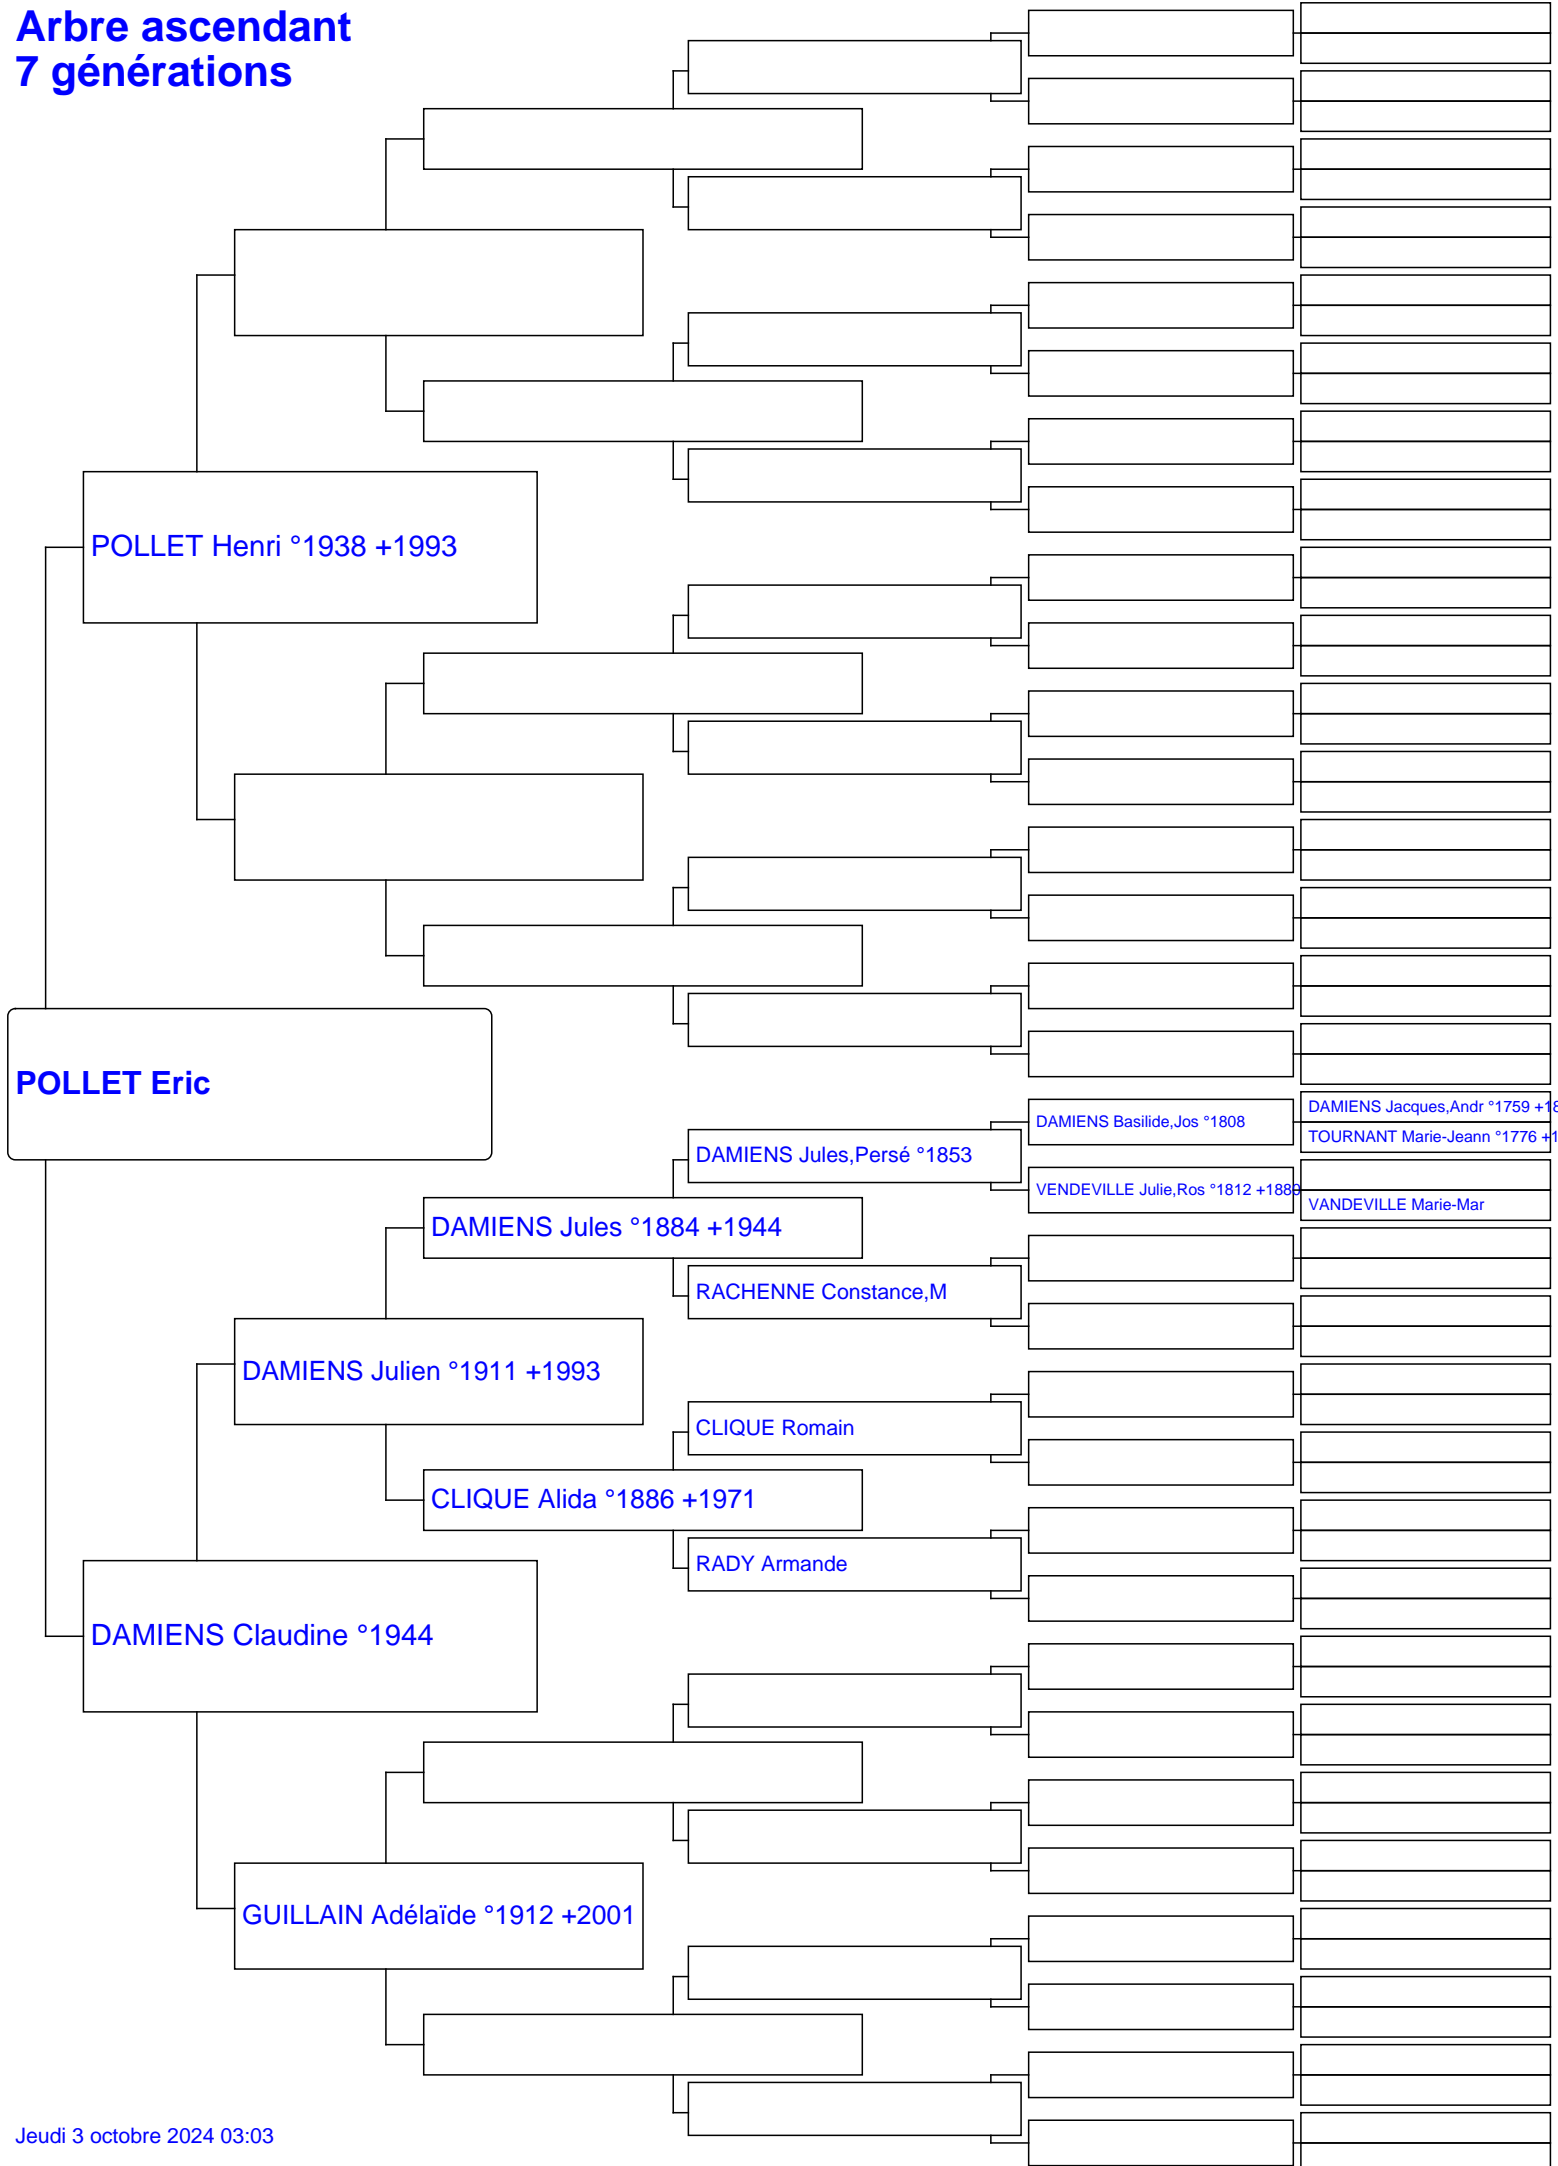 Arbre ascendant
7 générations
POLLET Henri °1938 +1993
POLLET Eric
DAMIENS Basilide,Jos °1808
DAMIENS Jacques,Andr °1759 +18
TOURNANT Marie-Jeann °1776 +1
DAMIENS Jules,Persé °1853
VENDEVILLE Julie,Ros °1812 +1880
VANDEVILLE Marie-Mar
DAMIENS Jules °1884 +1944
RACHENNE Constance,M
DAMIENS Julien °1911 +1993
CLIQUE Romain
CLIQUE Alida °1886 +1971
RADY Armande
DAMIENS Claudine °1944
GUILLAIN Adélaïde °1912 +2001
Jeudi 3 octobre 2024 03:03